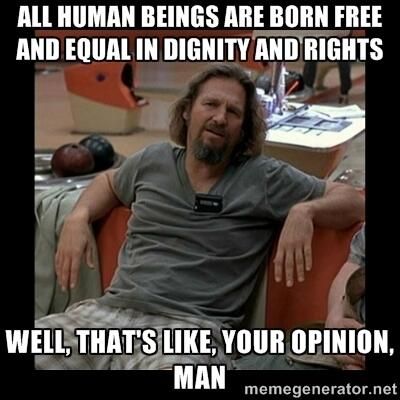 ALL HUMAN BEINGS ARE BORN FREE
AND EQUAL IN DIGNITY AND RIGHTS
WELL, THAT'S LIKE, YOUR OPINION,
MAN
memegenerator.net